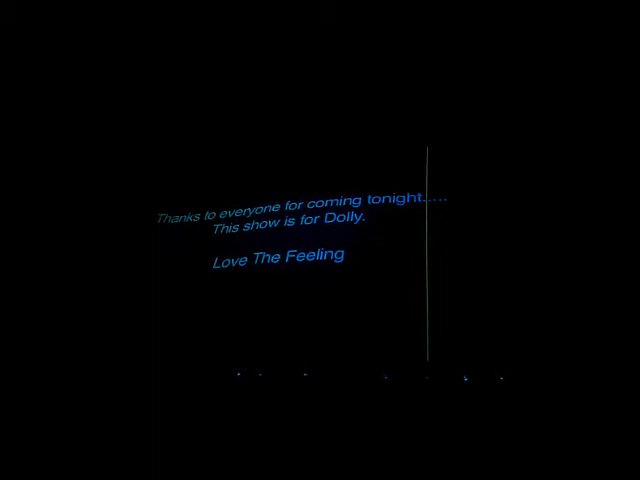 Thanks to everyone for coming tonight.....
This show is for Dolly.
Love The Feeling